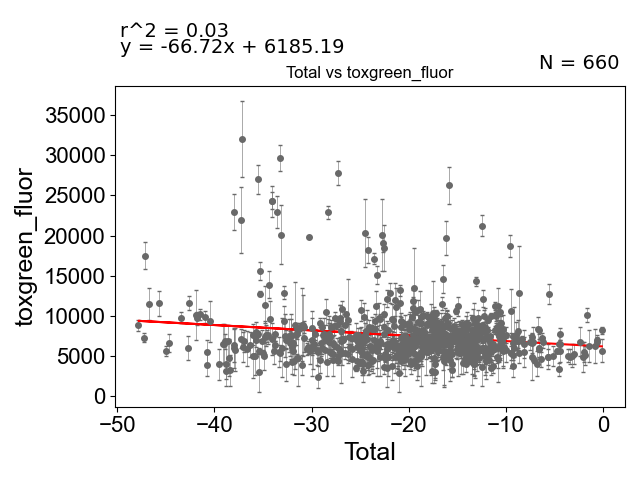 r^2 = 0.03
y = -66.72x + 6185.19
N = 660
Total vs toxgreen_fluor
35000
30000
25000
20000
15000
10000
5000
0
toxgreen_fluor
−50
−40
−30
−20
−10
0
Total